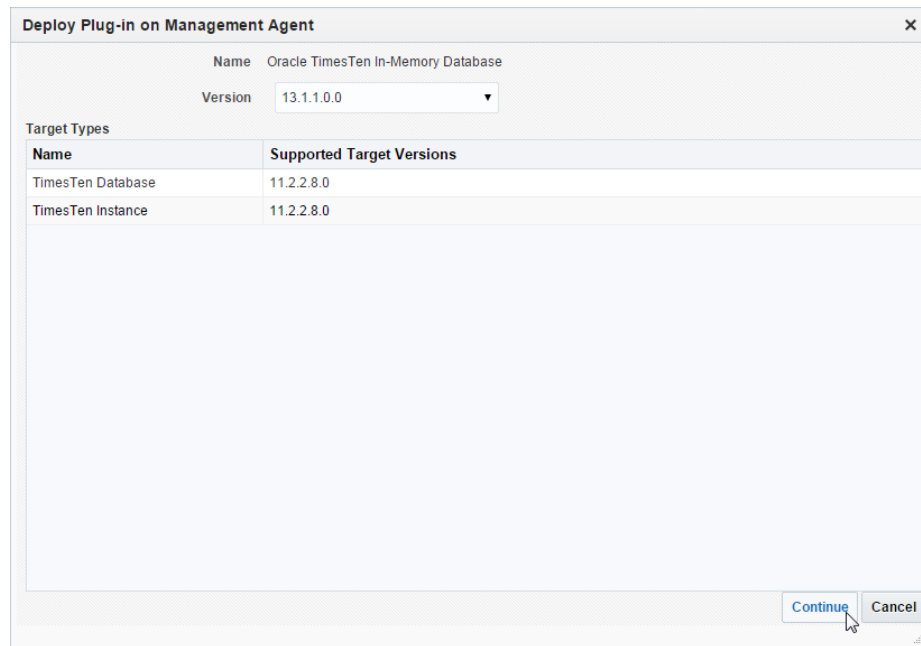 Deploy Plug-in on Management Agent
Name Oracle TimesTen In-Memory Database
Version 13.1.1.0.0
Target Types
Name Supported Target Versions
TimesTen Database 11.2.2.8.0
TimesTen Instance 11.2.2.8.0
Continue Cancel